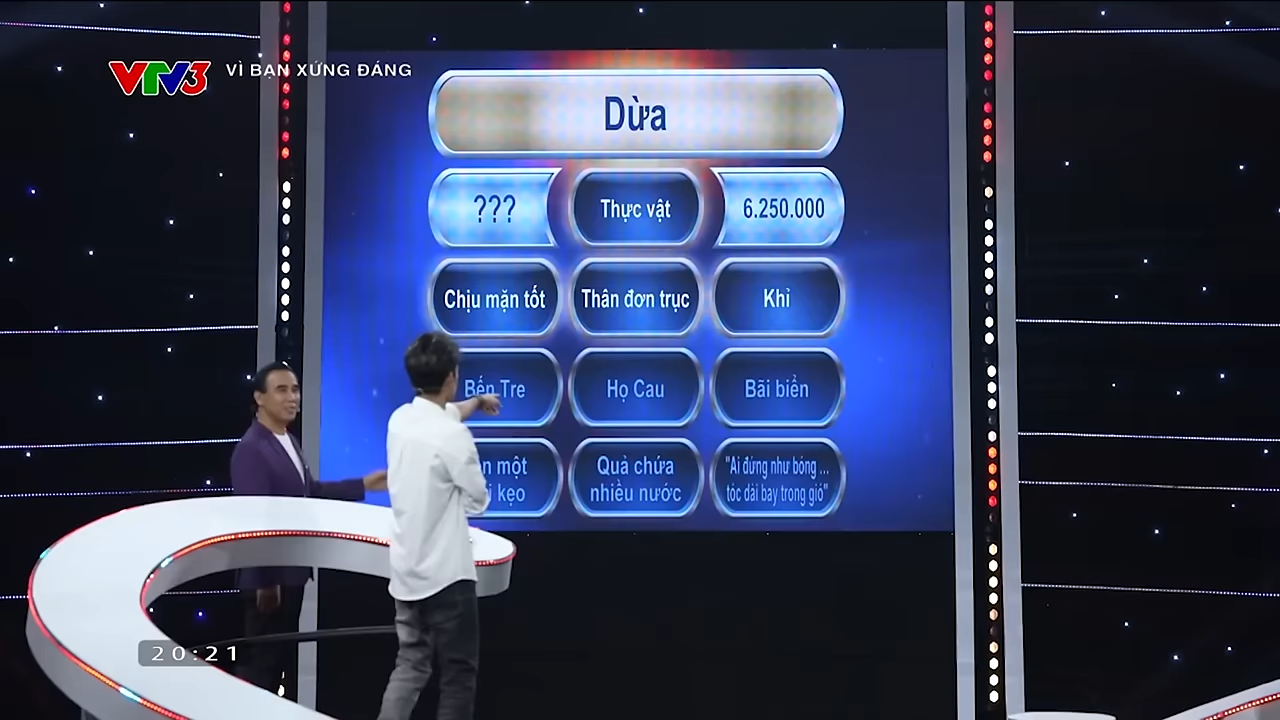 VTV3 VÌ BẠN XỨNG ĐÁNG
Dừa
??? Thực vật 6.250.000
Chịu mặn tốt Thân đơn trục Khỉ
Bến Tre Họ Cau Bãi biển
một Quả chứa "Ai đứng như bóng ...
kẹo nhiều nước tóc dài bay trong gió"
20:21